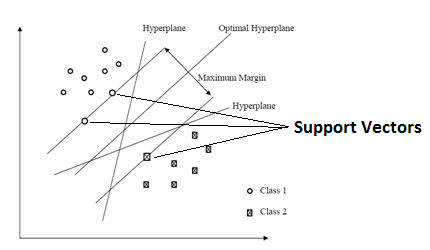 Hyperplane
Optimal Hyperplane
Maximum Margin
Hyperplane
Support Vectors
Class 1
Class 2